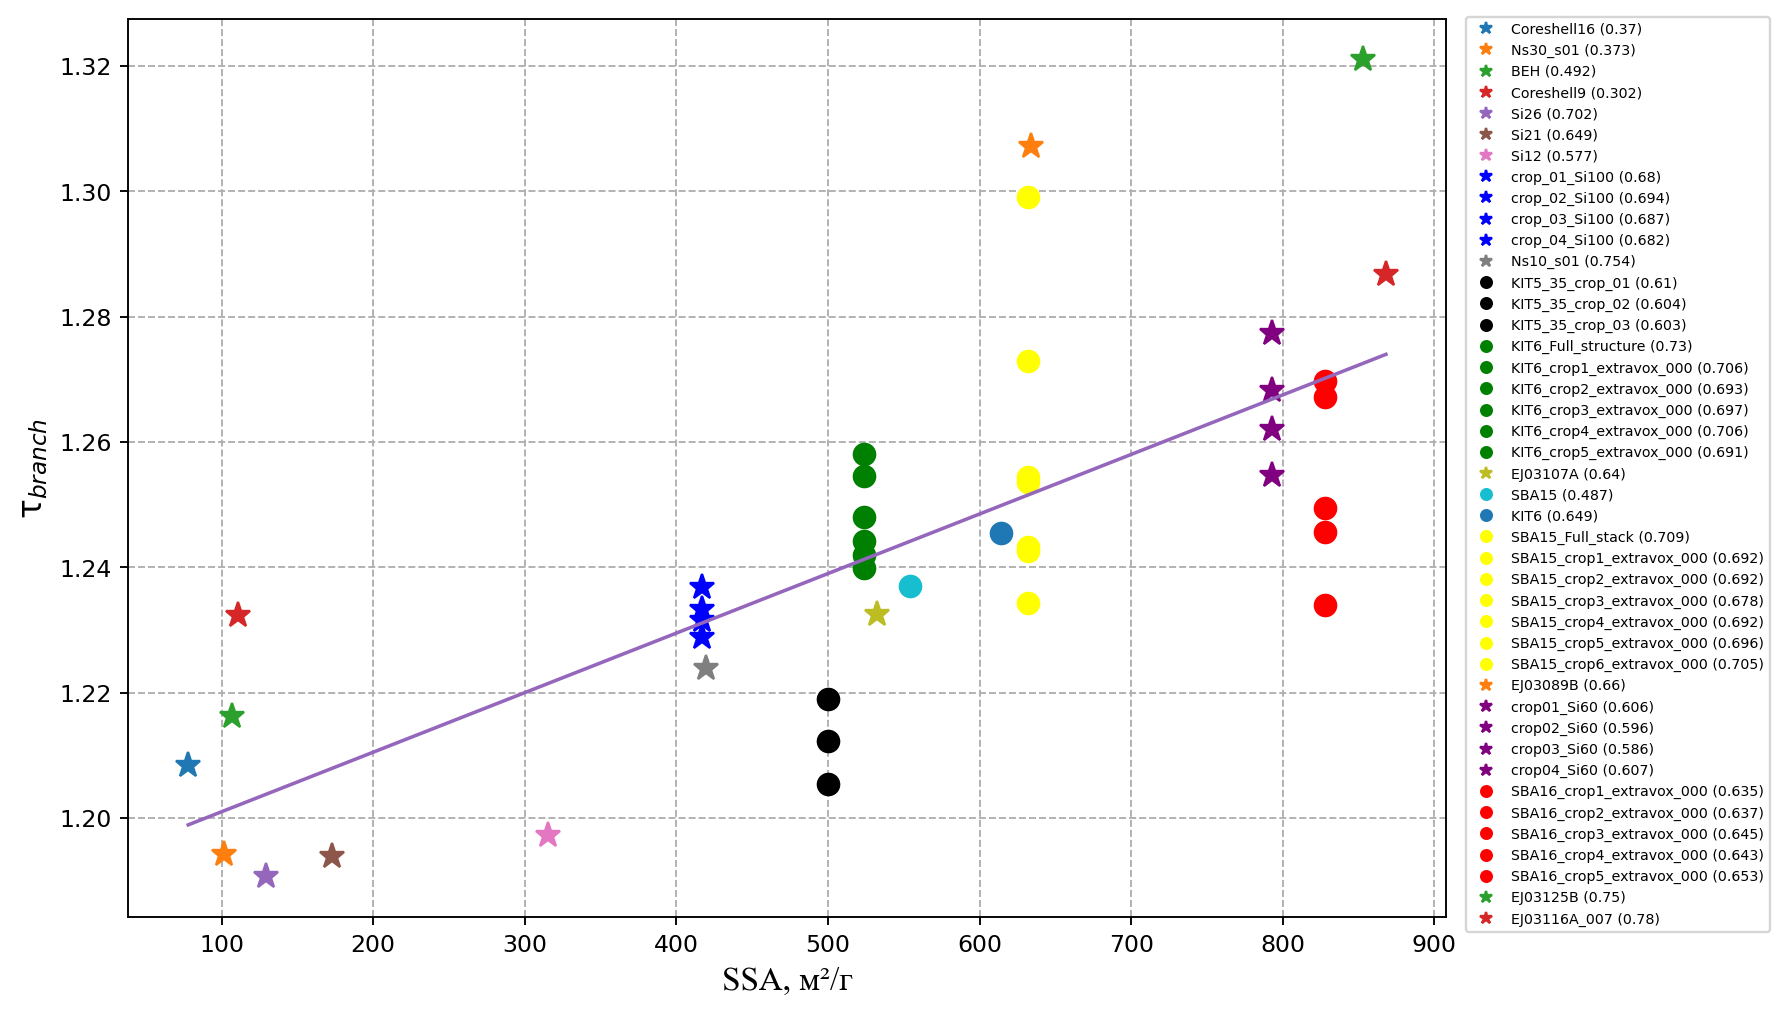 1.32
1.30
1.28
1.26
1.24
1.22
1.20
τbranch
100 200 300 400 500 600 700 800 900
SSA, м²/г
Coreshell16 (0.37)
Ns30_s01 (0.373)
BEH (0.492)
Coreshell9 (0.302)
Si26 (0.702)
Si21 (0.649)
Si12 (0.577)
crop_01_Si100 (0.68)
crop_02_Si100 (0.694)
crop_03_Si100 (0.687)
crop_04_Si100 (0.682)
Ns10_s01 (0.754)
KIT5_35_crop_01 (0.61)
KIT5_35_crop_02 (0.604)
KIT5_35_crop_03 (0.603)
KIT6_Full_structure (0.73)
KIT6_crop1_extravox_000 (0.706)
KIT6_crop2_extravox_000 (0.693)
KIT6_crop3_extravox_000 (0.697)
KIT6_crop4_extravox_000 (0.706)
KIT6_crop5_extravox_000 (0.691)
EJ03107A (0.64)
SBA15 (0.487)
KIT6 (0.649)
SBA15_Full_stack (0.709)
SBA15_crop1_extravox_000 (0.692)
SBA15_crop2_extravox_000 (0.692)
SBA15_crop3_extravox_000 (0.678)
SBA15_crop4_extravox_000 (0.692)
SBA15_crop5_extravox_000 (0.696)
SBA15_crop6_extravox_000 (0.705)
EJ03089B (0.66)
crop01_Si60 (0.606)
crop02_Si60 (0.596)
crop03_Si60 (0.586)
crop04_Si60 (0.607)
SBA16_crop1_extravox_000 (0.635)
SBA16_crop2_extravox_000 (0.637)
SBA16_crop3_extravox_000 (0.645)
SBA16_crop4_extravox_000 (0.643)
SBA16_crop5_extravox_000 (0.653)
EJ03125B (0.75)
EJ03116A_007 (0.78)